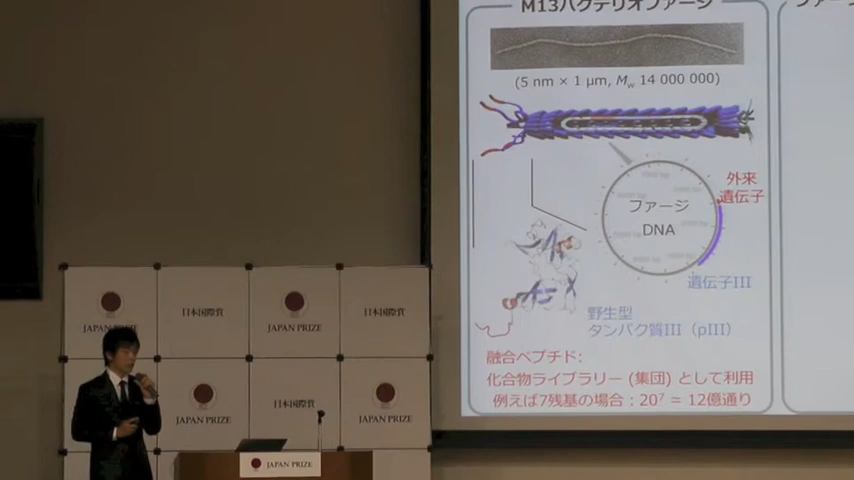 M13バクテリオファージ
(5 nm × 1 μm, Mw 14 000 000)
外来
遺伝子
ファージ
DNA
遺伝子III
野生型
タンパク質III（pIII）
融合ペプチド:
化合物ライブラリー (集団) として利用
例えば7残基の場合：20⁷ = 12億通り
日本国際賞
日本国際賞
JAPAN PRIZE
JAPAN PRIZE
JAPAN PRIZE
日本国際賞
JAPAN PRIZE
JAPAN PRIZE